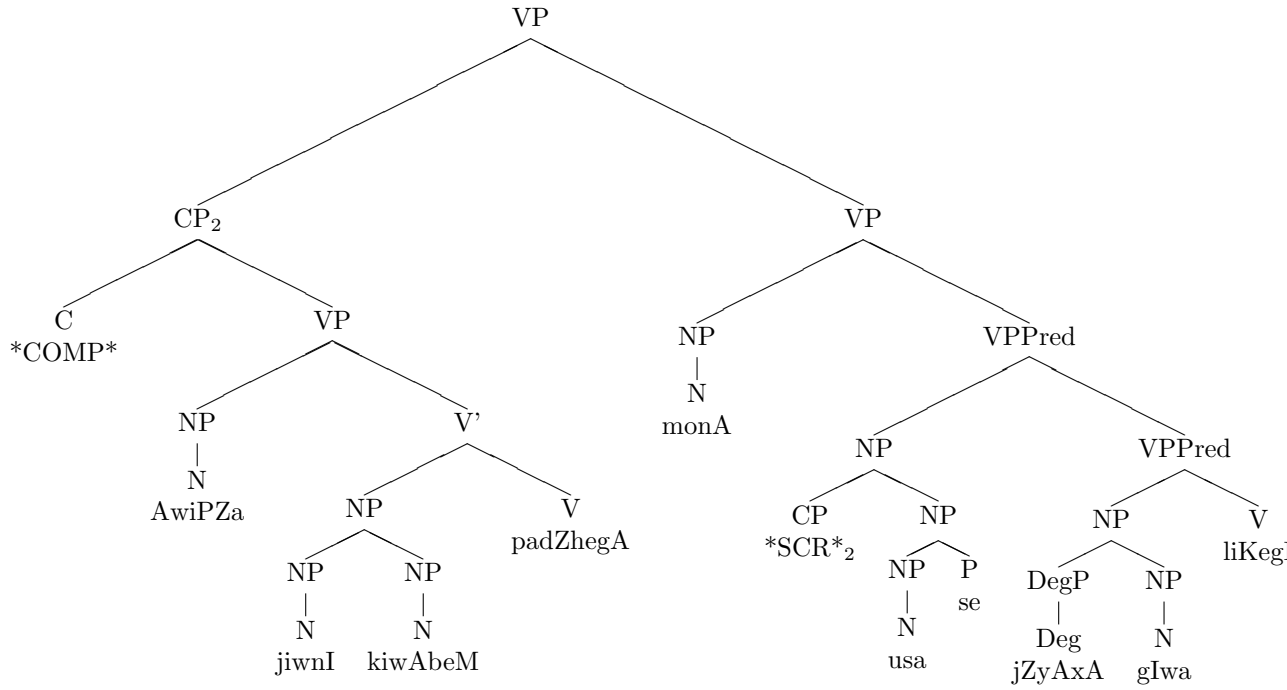 VP
CP₂ VP
C VP NP VPPred
*COMP*
NP V' N NP VPPred
monA
N NP V CP NP NP V
AwiPZa padZhegA *SCR*₂
NP NP NP P DegP NP
se
N N N Deg N
jiwnI kiwAbeM usa jZyAxA gIwa